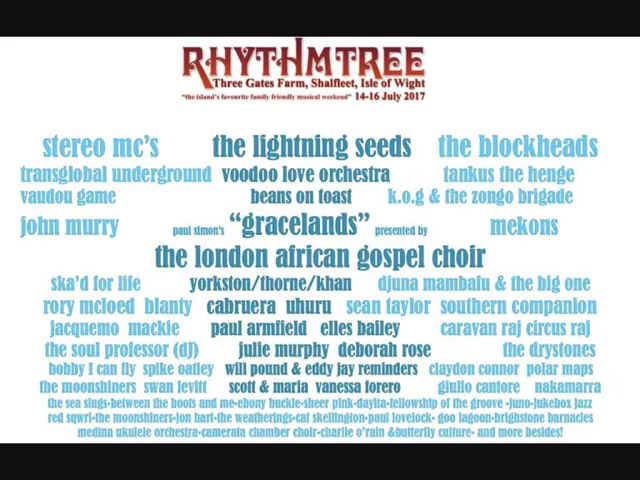 RHYTHMTREE
Three Gates Farm, Shalfleet, Isle of Wight
"the island's favourite family friendly musical weekend" 14-16 July 2017
stereo mc's the lightning seeds the blockheads
transglobal underground voodoo love orchestra tankus the henge
vaudou game beans on toast k.o.g & the zongo brigade
john murry paul simon's "gracelands" presented by mekons
the london african gospel choir
ska'd for life yorkston/thorne/khan djuna mambafu & the big one
rory mcloed blanty cabruera uhuru sean taylor southern companion
jacquemo mackie paul armfield elles bailey caravan raj circus raj
the soul professor (dj) julie murphy deborah rose the drystones
bobby I can fly spike oatley will pound & eddy jay reminders claydon connor polar maps
the moonshiners swan levitt scott & maria vanessa forero giulio cantore nakamarra
the sea slugs-between the boots and me-ebony buckle-sheer pink-dayita-fellowship of the groove -juno-jukebox jazz
red sqwrl-the moonshiners-jon hart-the weatherings-cat skellington-paul lovelock- goo lagoon-brighstone barnacles
medina ukulele orchestra-camerata chamber choir-charlie o'rain &butterfly culture- and more besides!